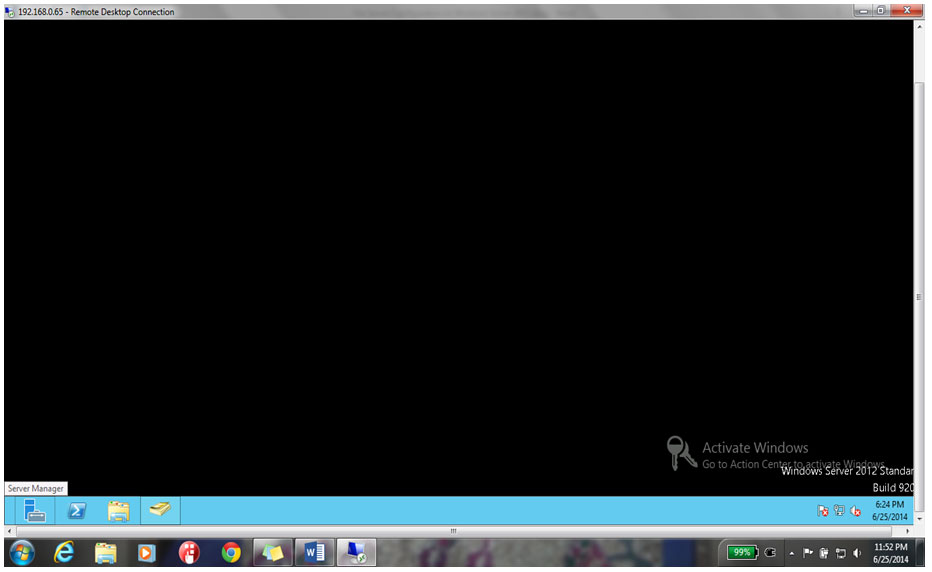 192.168.0.65 - Remote Desktop Connection
Activate Windows
Go to Action Center to activate Windows.
Windows Server 2012 Standar
Build 920
Server Manager
6:24 PM
6/25/2014
99%
11:52 PM
6/25/2014